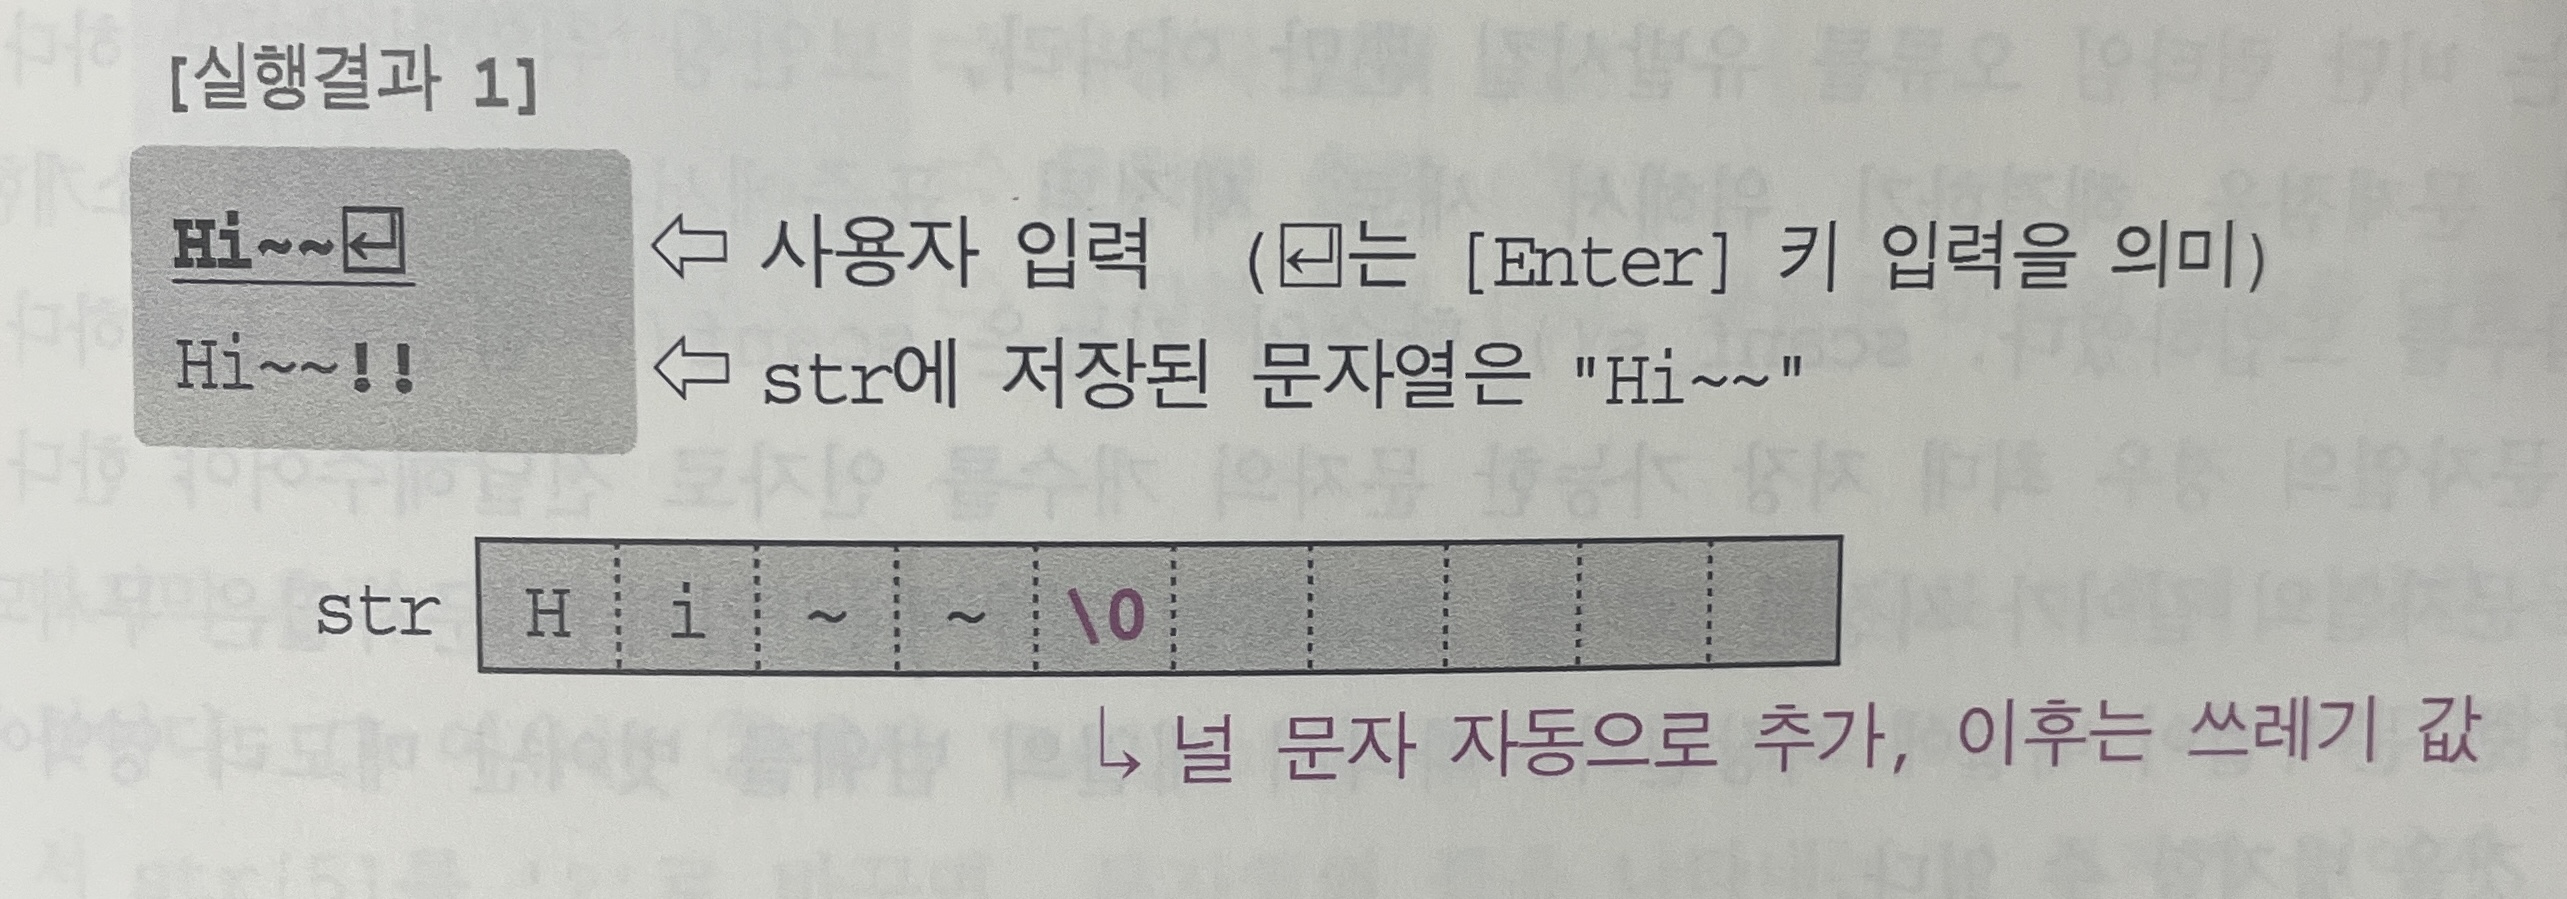 [실행결과 1]
Hi~~↵ ⇦ 사용자 입력 (↵는 [Enter] 키 입력을 의미)
Hi~~!! ⇦ str에 저장된 문자열은 "Hi~~"
str H i ~ ~ \0
↳ 널 문자 자동으로 추가, 이후는 쓰레기 값